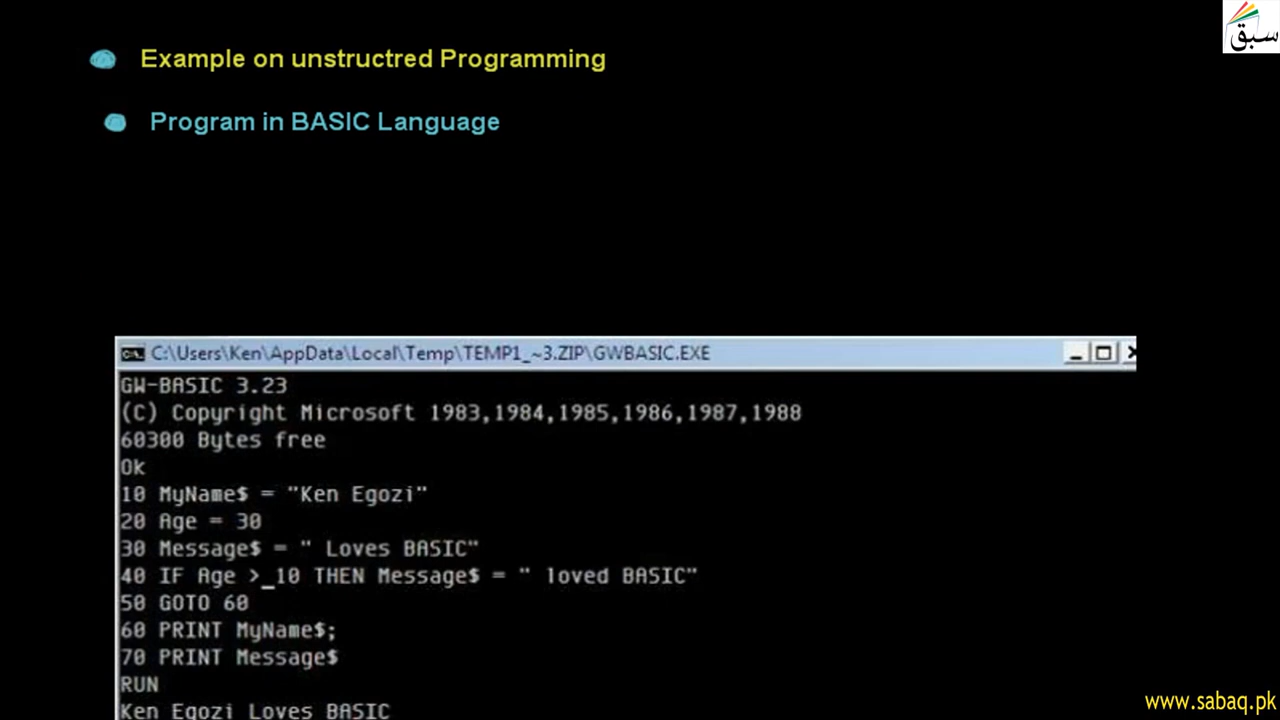 سبق
Example on unstructred Programming
Program in BASIC Language
C:\Users\Ken\AppData\Local\Temp\TEMP1_~3.ZIP\GWBASIC.EXE
GW-BASIC 3.23
(C) Copyright Microsoft 1983,1984,1985,1986,1987,1988
60300 Bytes free
Ok
10 MyName$ = "Ken Egozi"
20 Age = 30
30 Message$ = " Loves BASIC"
40 IF Age >_10 THEN Message$ = " loved BASIC"
50 GOTO 60
60 PRINT MyName$;
70 PRINT Message$
RUN
Ken Egozi Loves BASIC
www.sabaq.pk